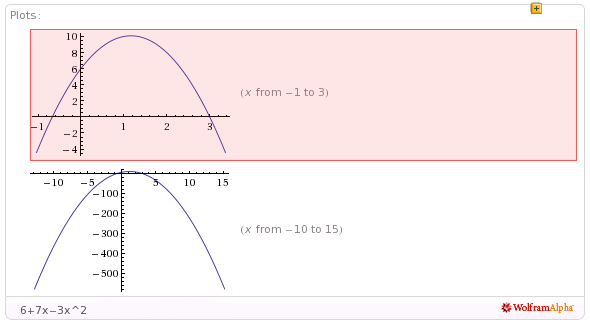 Plots:
10
8
6
4
2
−1 1 2 3
−2
−4
(x from −1 to 3)
−10 −5 5 10 15
−100
−200
−300
−400
−500
(x from −10 to 15)
6+7x−3x^2
WolframAlpha